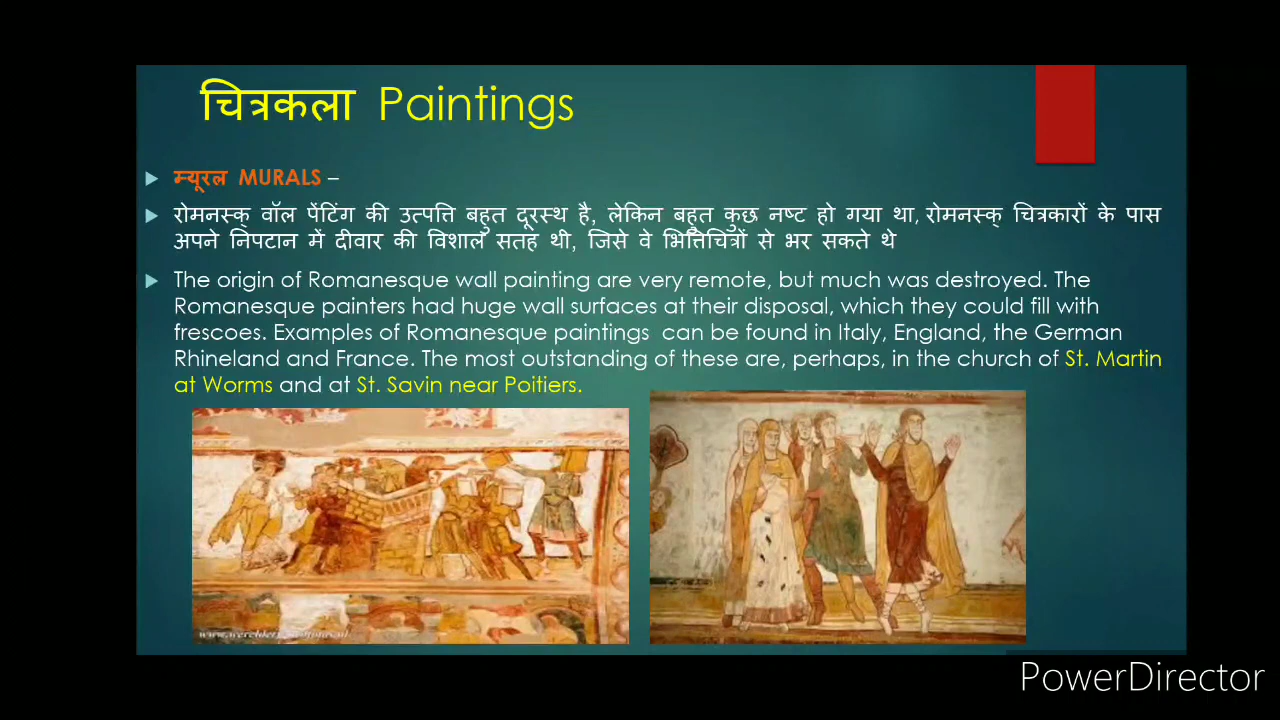 चित्रकला Paintings
म्यूरल MURALS –
रोमनस्क् वॉल पेंटिंग की उत्पत्ति बहुत दूरस्थ है, लेकिन बहुत कुछ नष्ट हो गया था, रोमनस्क् चित्रकारों के पास
अपने निपटान में दीवार की विशाल सतह थी, जिसे वे भित्तिचित्रों से भर सकते थे
The origin of Romanesque wall painting are very remote, but much was destroyed. The
Romanesque painters had huge wall surfaces at their disposal, which they could fill with
frescoes. Examples of Romanesque paintings can be found in Italy, England, the German
Rhineland and France. The most outstanding of these are, perhaps, in the church of St. Martin
at Worms and at St. Savin near Poitiers.
PowerDirector